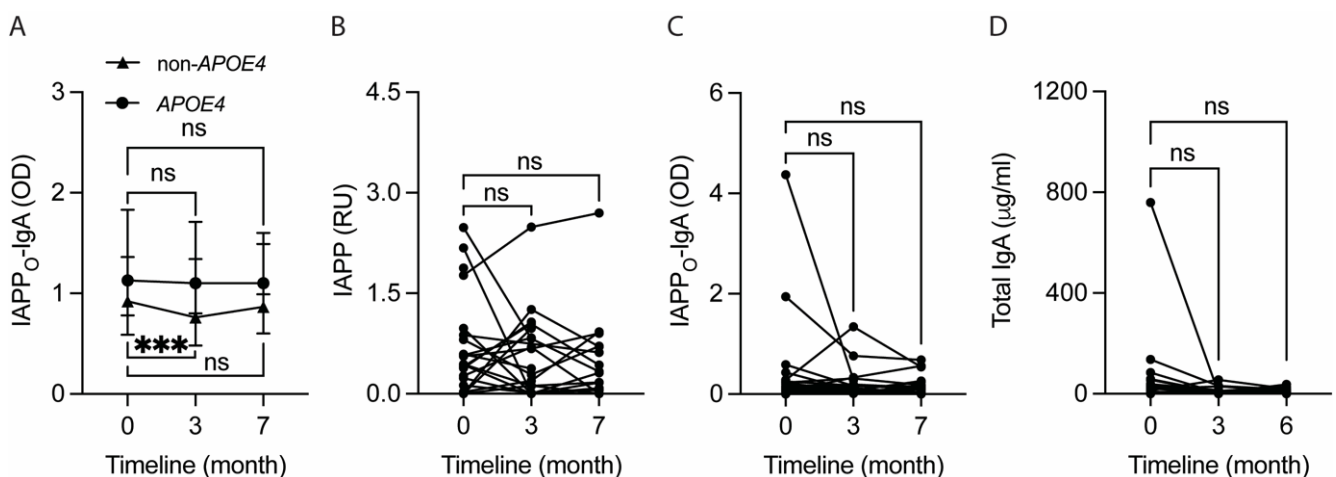 A
non-APOE4
APOE4
IAPPO-IgA (OD)
3
2
1
0
ns
ns
***
ns
0 3 7
Timeline (month)
B
IAPP (RU)
4.5
3.0
1.5
0.0
ns
ns
0 3 7
Timeline (month)
C
IAPPO-IgA (OD)
6
4
2
0
ns
ns
0 3 7
Timeline (month)
D
Total IgA (μg/ml)
1200
800
400
0
ns
ns
0 3 6
Timeline (month)